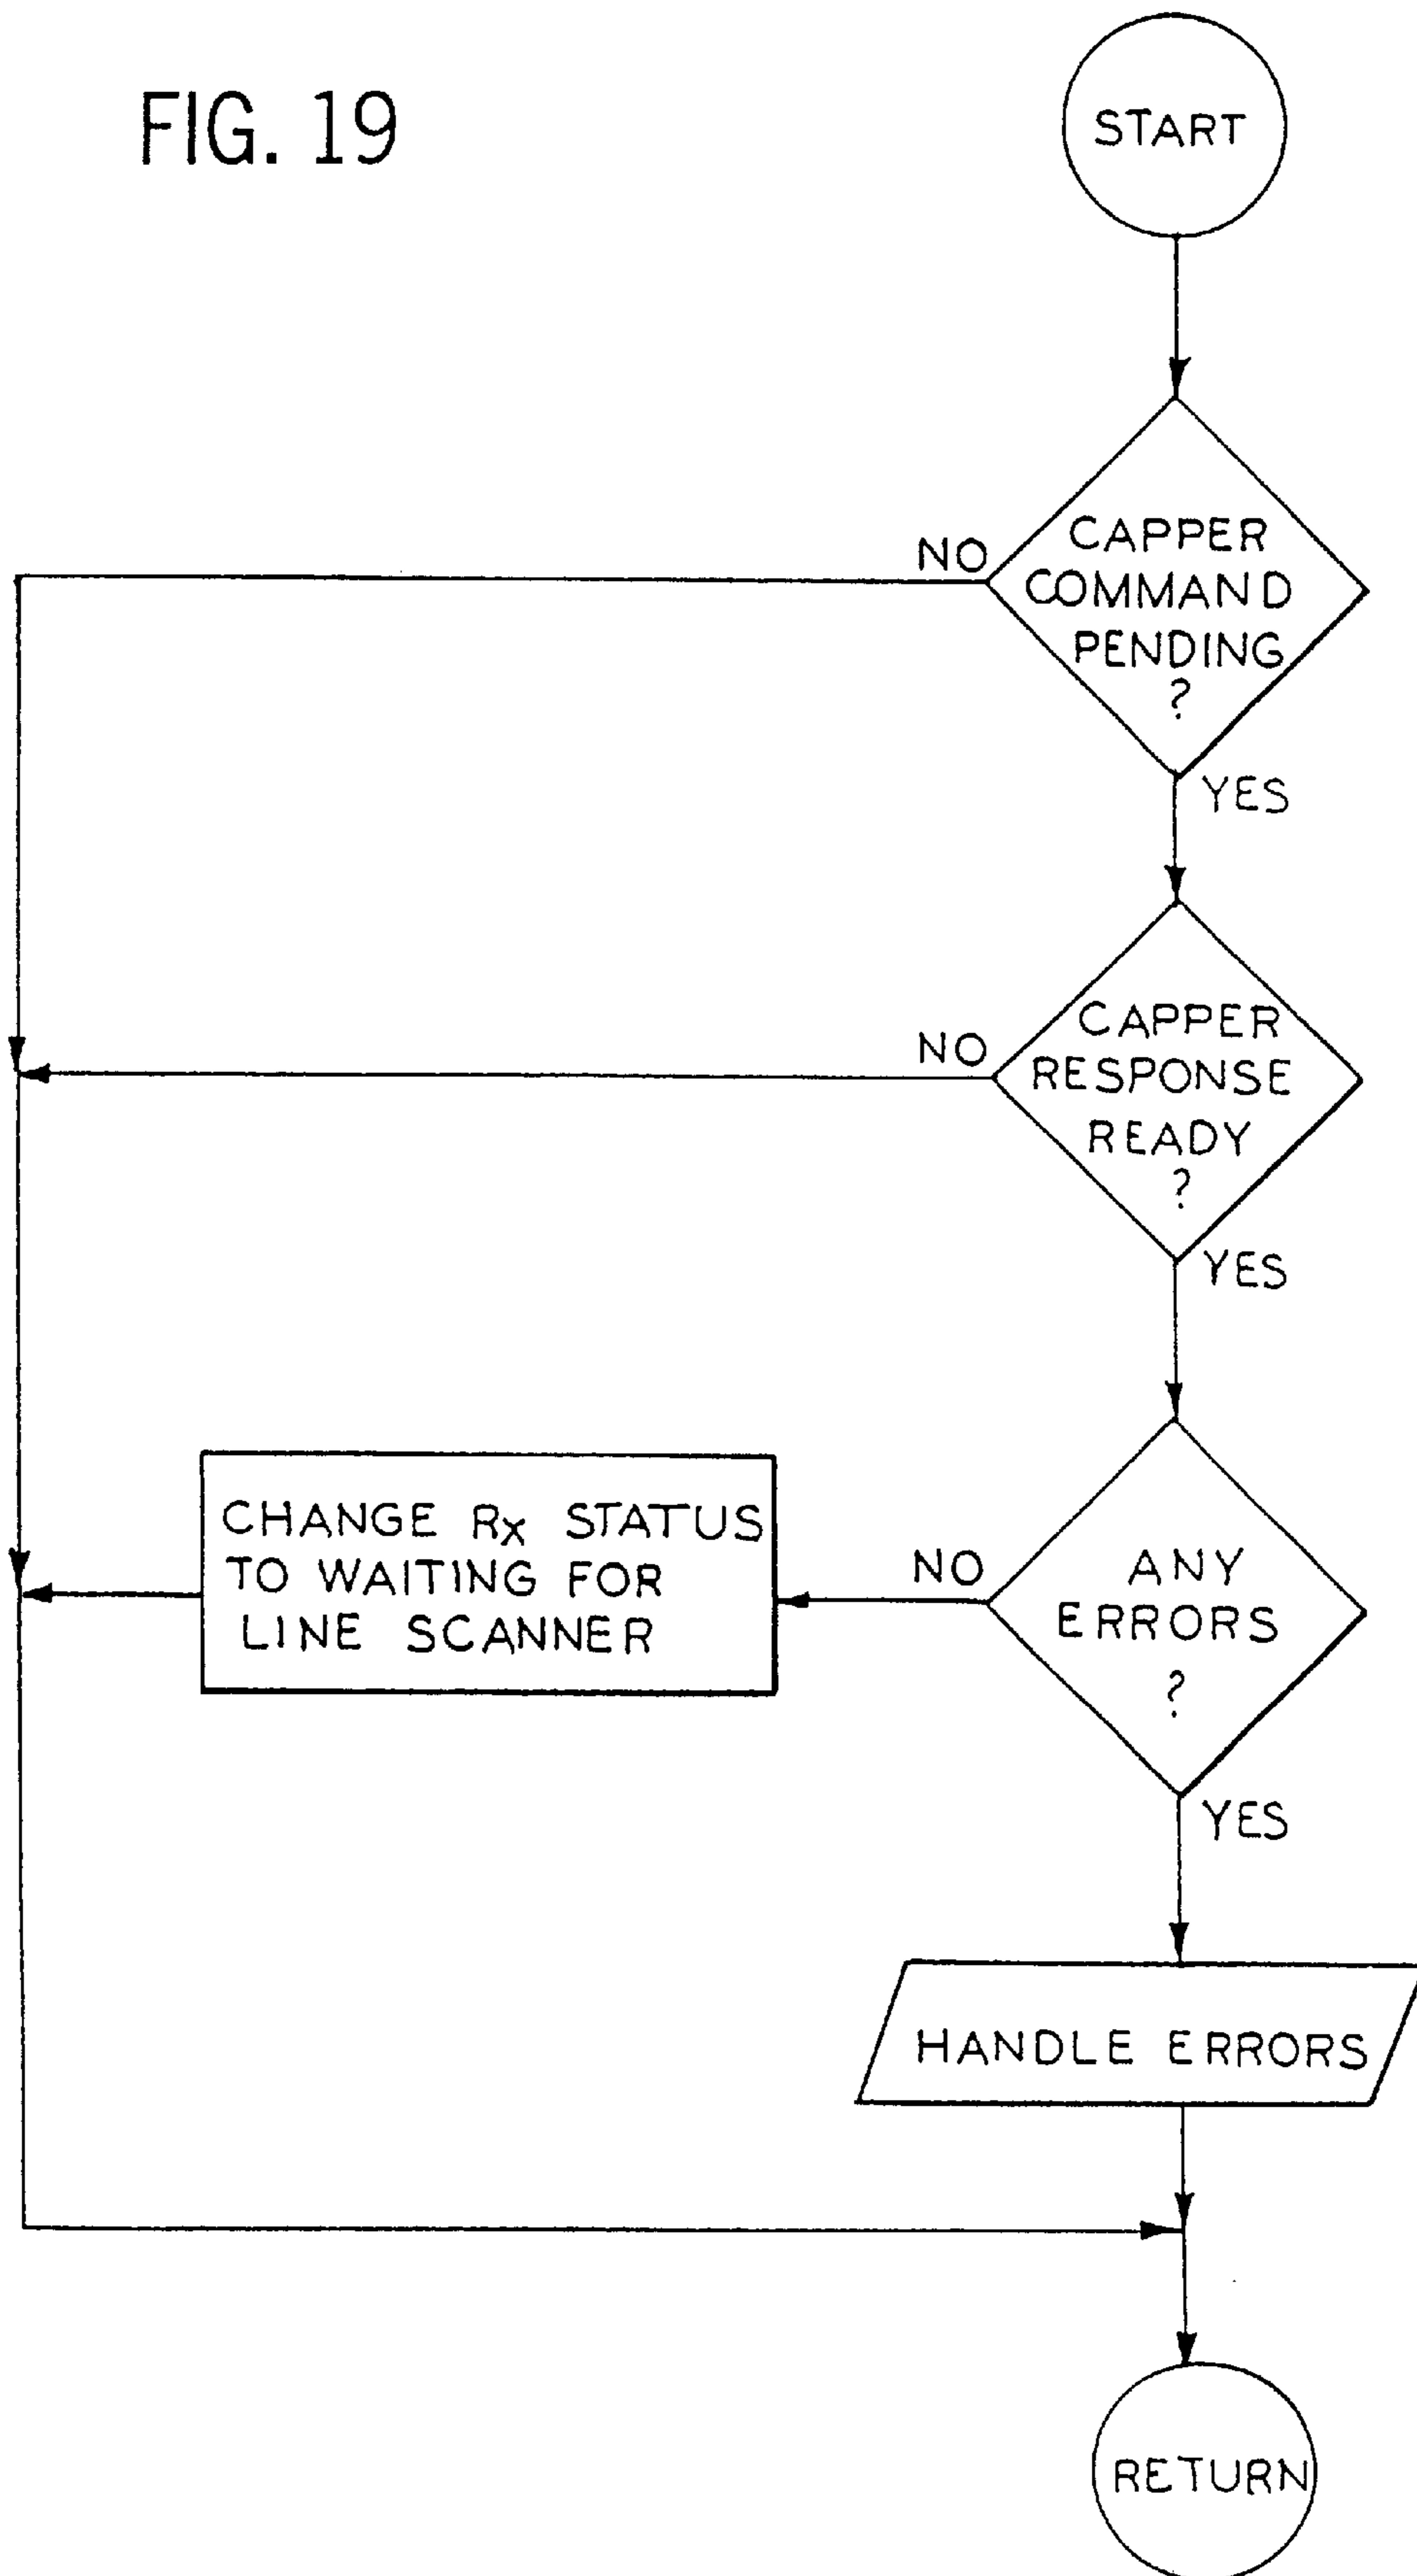 FIG. 19
START
NO
CAPPER
COMMAND
PENDING
?
YES
NO
CAPPER
RESPONSE
READY
?
YES
CHANGE Rx STATUS
TO WAITING FOR
LINE SCANNER
NO
ANY
ERRORS
?
YES
HANDLE ERRORS
RETURN